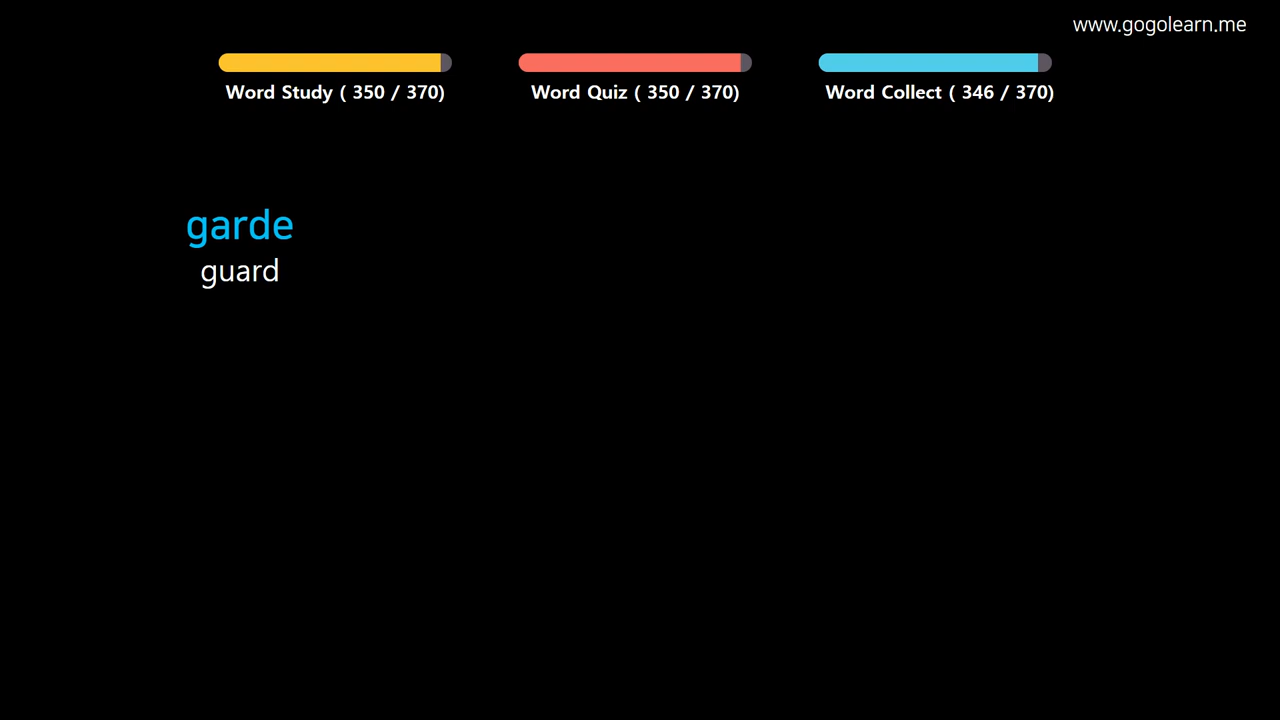 www.gogolearn.me
Word Study ( 350 / 370)
Word Quiz ( 350 / 370)
Word Collect ( 346 / 370)
garde
guard